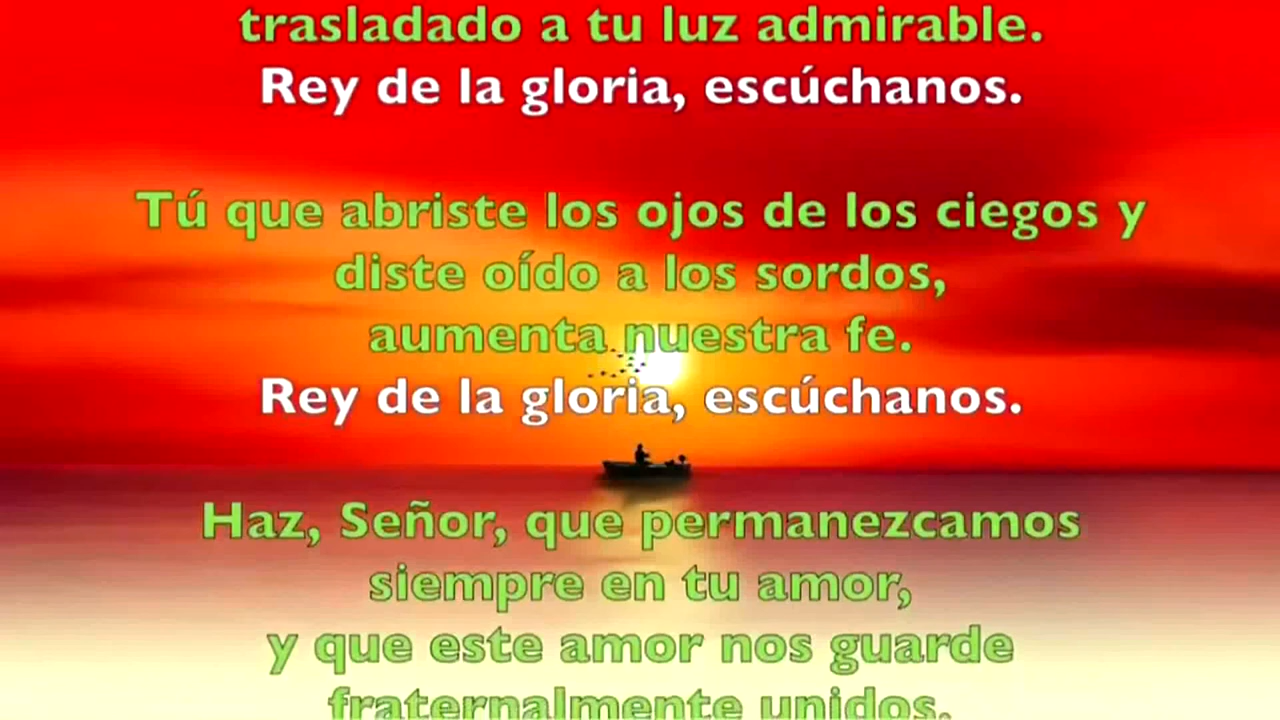 trasladado a tu luz admirable.
Rey de la gloria, escúchanos.
Tú que abriste los ojos de los ciegos y
diste oído a los sordos,
aumenta nuestra fe.
Rey de la gloria, escúchanos.
Haz, Señor, que permanezcamos
siempre en tu amor,
y que este amor nos guarde
fraternalmente unidos.